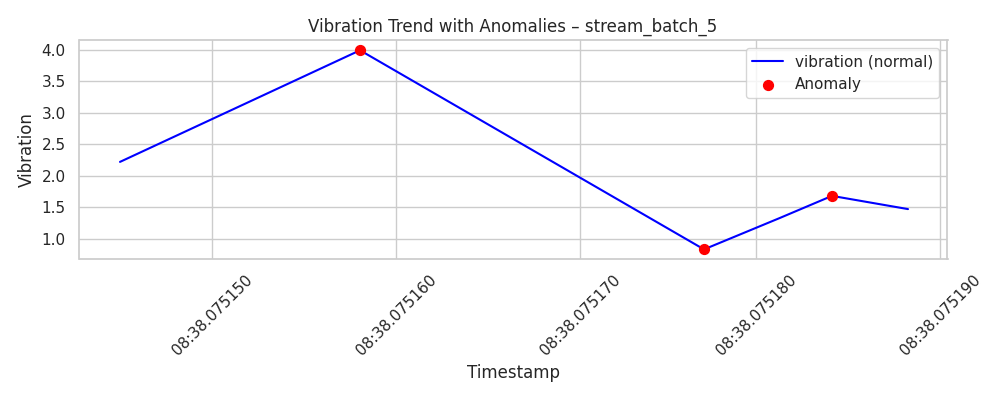 Vibration Trend with Anomalies – stream_batch_5
vibration (normal)
Anomaly
Vibration
4.0
3.5
3.0
2.5
2.0
1.5
1.0
08:38.075150
08:38.075160
08:38.075170
08:38.075180
08:38.075190
Timestamp